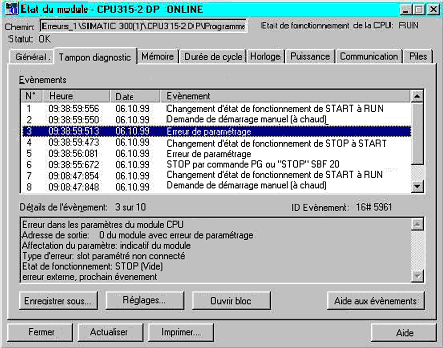 Etat du module - CPU315-2 DP ONLINE
Chemin: Erreurs_1\SIMATIC 300(1)\CPU315-2 DP\Programme Etat de fonctionnement de la CPU: RUN
Statut: OK
Général. Tampon diagnostic Mémoire Durée de cycle Horloge Puissance Communication Piles
Evènements
N° Heure Date Evènement
1 09:38:59:556 06.10.99 Changement d'état de fonctionnement de START à RUN
2 09:38:59:550 06.10.99 Demande de démarrage manuel (à chaud)
3 09:38:59:513 06.10.99 Erreur de paramétrage
4 09:38:59:473 06.10.99 Changement d'état de fonctionnement de STOP à START
5 09:38:56:081 06.10.99 Erreur de paramétrage
6 09:38:55:672 06.10.99 STOP par commande PG ou "STOP" SBF 20
7 09:08:47:854 06.10.99 Changement d'état de fonctionnement de START à RUN
8 09:08:47:848 06.10.99 Demande de démarrage manuel (à chaud)
Détails de l'évènement: 3 sur 10 ID Evènement: 16# 5961
Erreur dans les paramètres du module CPU
Adresse de sortie: 0 du module avec erreur de paramétrage
Affectation du paramètre: indicatif du module
Type d'erreur: slot paramétré non connecté
Etat de fonctionnement: STOP (Vide)
erreur externe, prochain évenement
Enregistrer sous... Réglages... Ouvrir bloc Aide aux évènements
Fermer Actualiser Imprimer... Aide